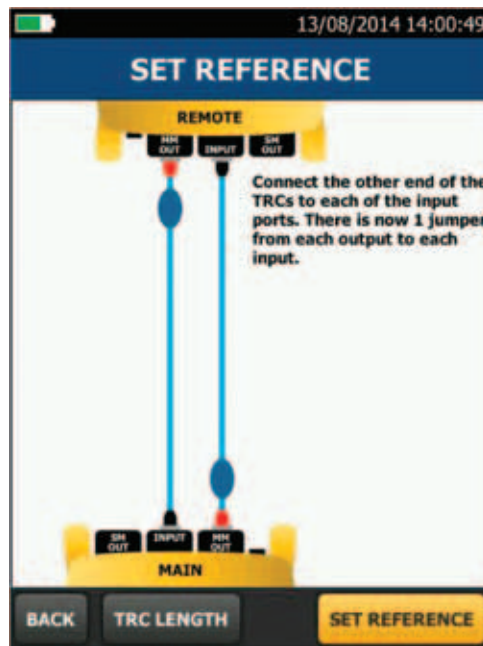 13/08/2014 14:00:49
SET REFERENCE
REMOTE
MM
OUT
INPUT
SM
OUT
Connect the other end of the
TRCs to each of the input
ports. There is now 1 jumper
from each output to each
input.
SM
OUT
INPUT
MM
OUT
MAIN
BACK
TRC LENGTH
SET REFERENCE